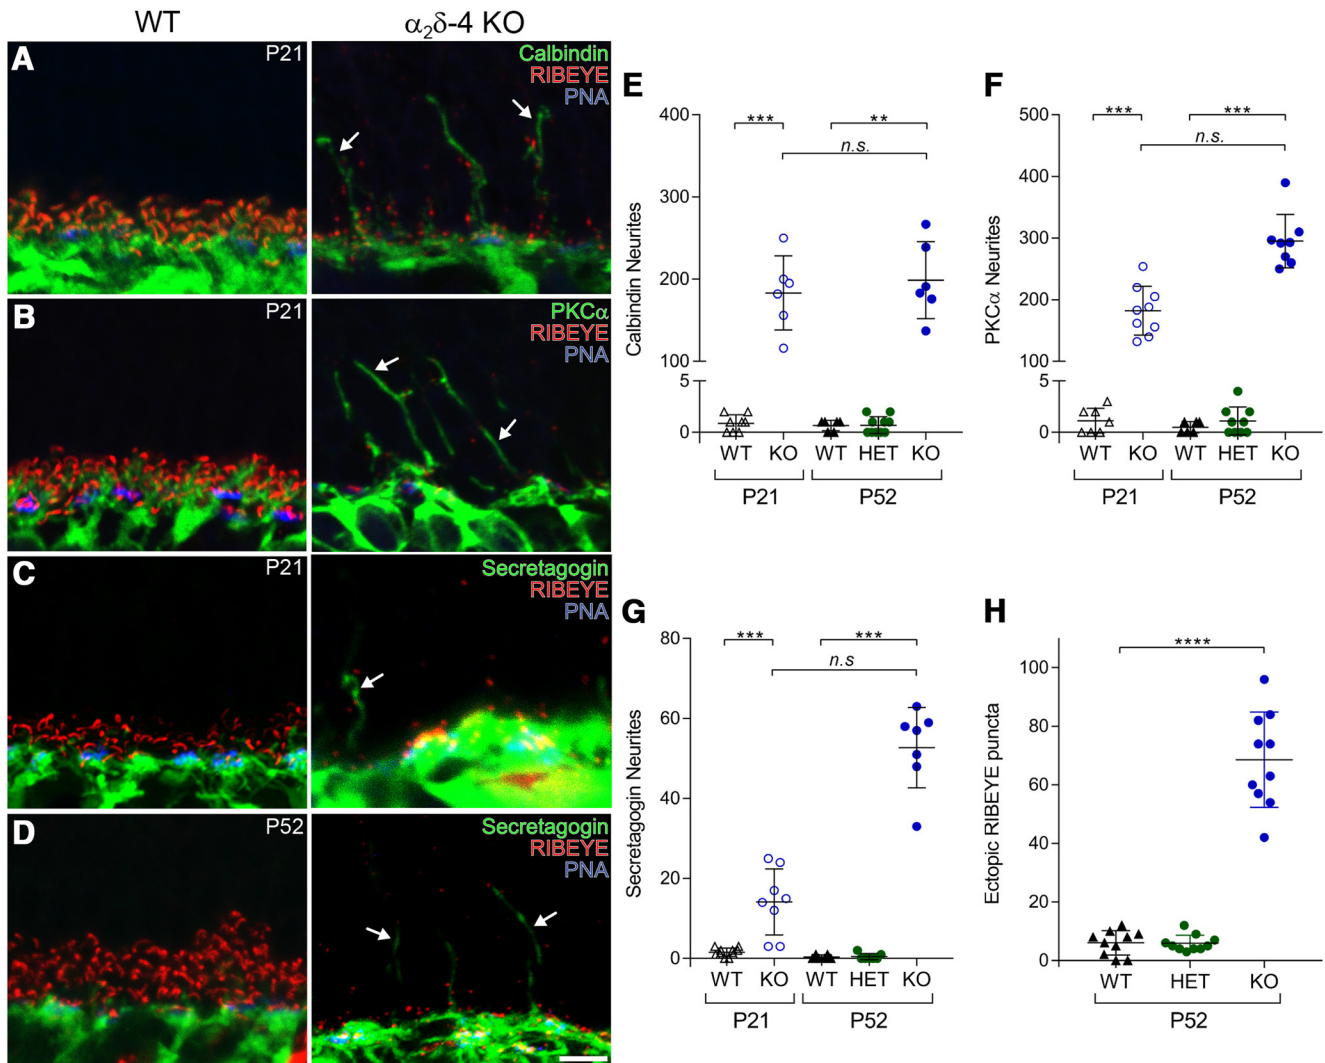 WT
α₂δ-4 KO
A
P21
Calbindin
RIBEYE
PNA
B
P21
PKCα
RIBEYE
PNA
C
P21
Secretagogin
RIBEYE
PNA
D
P52
Secretagogin
RIBEYE
PNA
E
Calbindin Neurites
400
300
200
100
5
0
***
**
n.s.
WT KO WT HET KO
P21 P52
F
PKCα Neurites
500
400
300
200
100
5
0
***
***
n.s.
WT KO WT HET KO
P21 P52
G
Secretagogin Neurites
80
60
40
20
0
***
***
n.s
WT KO WT HET KO
P21 P52
H
Ectopic RIBEYE puncta
100
80
60
40
20
0
****
WT HET KO
P52